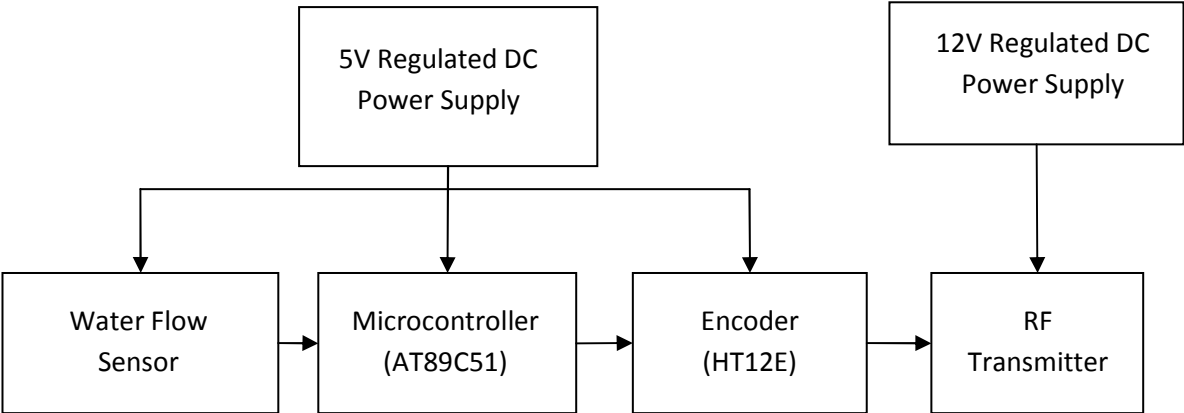 5V Regulated DC
Power Supply
12V Regulated DC
Power Supply
Water Flow
Sensor
Microcontroller
(AT89C51)
Encoder
(HT12E)
RF
Transmitter